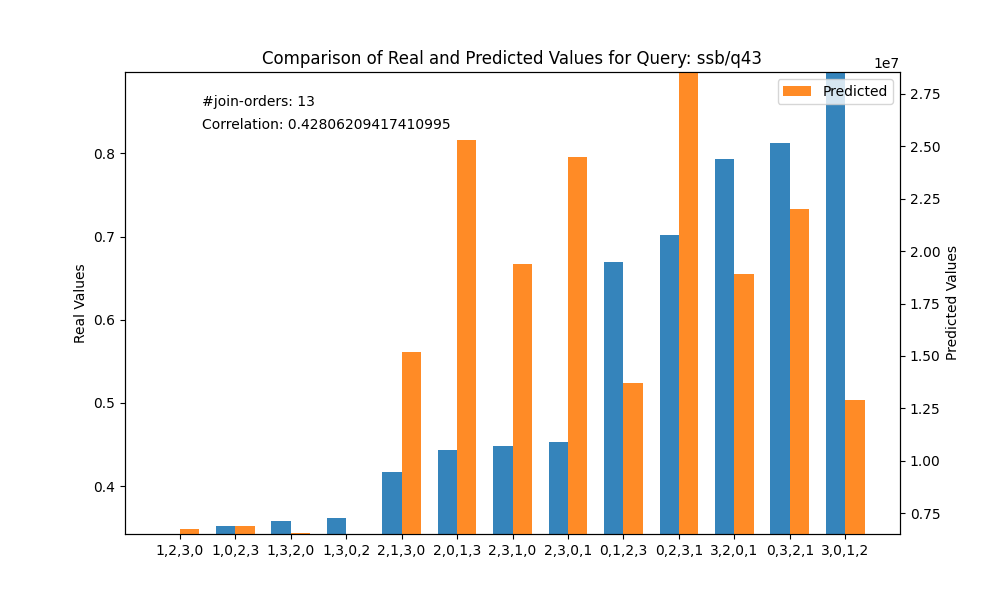 Comparison of Real and Predicted Values for Query: ssb/q43
1e7
#join-orders: 13
Correlation: 0.42806209417410995
Predicted
Real Values
0.8
0.7
0.6
0.5
0.4
2.75
2.50
2.25
2.00
1.75
1.50
1.25
1.00
0.75
Predicted Values
1,2,3,0 1,0,2,3 1,3,2,0 1,3,0,2 2,1,3,0 2,0,1,3 2,3,1,0 2,3,0,1 0,1,2,3 0,2,3,1 3,2,0,1 0,3,2,1 3,0,1,2